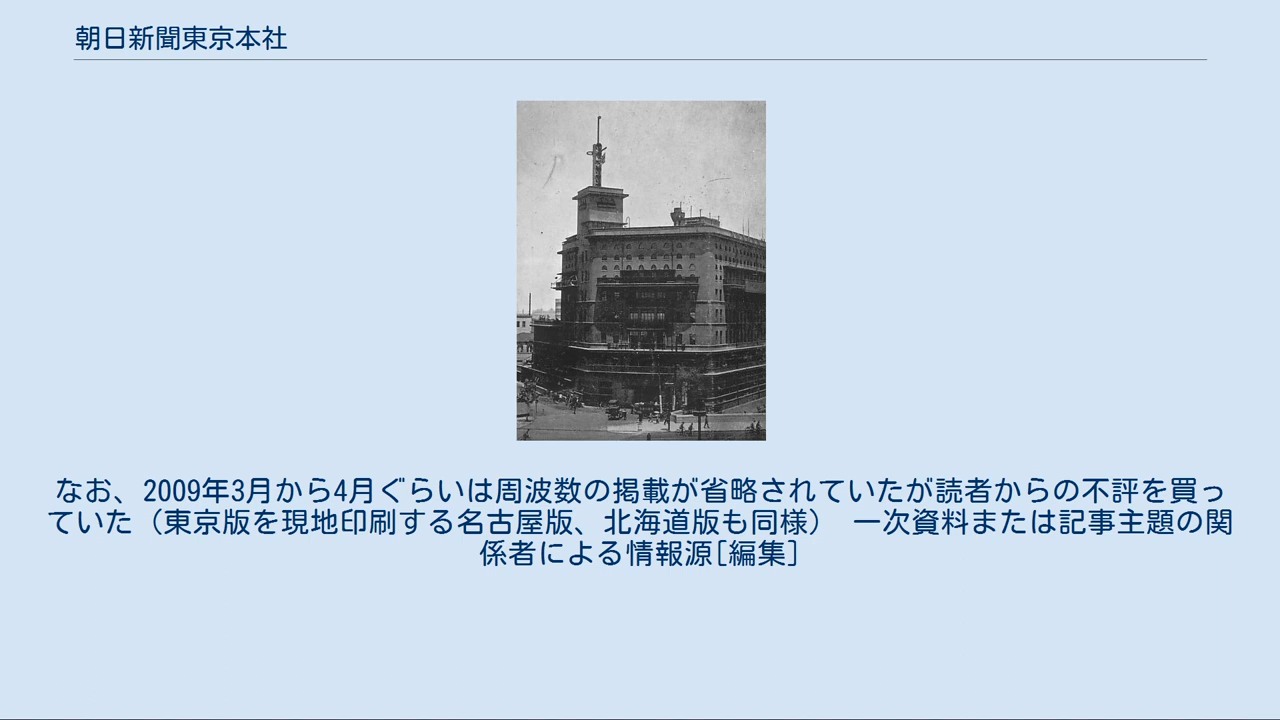 朝日新聞東京本社
なお、2009年3月から4月ぐらいは周波数の掲載が省略されていたが読者からの不評を買っ
ていた（東京版を現地印刷する名古屋版、北海道版も同様） 一次資料または記事主題の関
係者による情報源[編集]